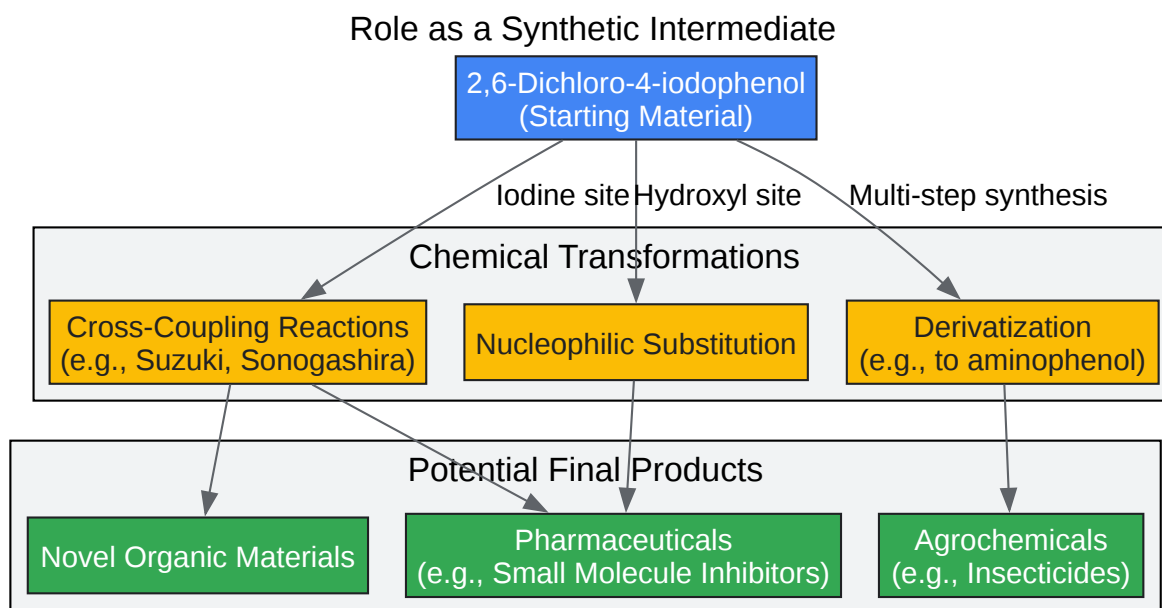 Role as a Synthetic Intermediate
2,6-Dichloro-4-iodophenol
(Starting Material)
Iodine site
Hydroxyl site
Multi-step synthesis
Chemical Transformations
Cross-Coupling Reactions
(e.g., Suzuki, Sonogashira)
Nucleophilic Substitution
Derivatization
(e.g., to aminophenol)
Potential Final Products
Novel Organic Materials
Pharmaceuticals
(e.g., Small Molecule Inhibitors)
Agrochemicals
(e.g., Insecticides)